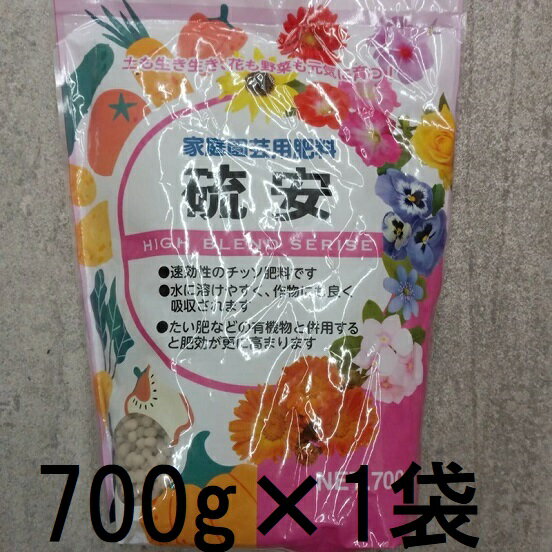 土も生き生き、花も野菜も元気に育つ!
家庭園芸用肥料
硫安
HIGH BLEND SERISE
●速効性のチッソ肥料です
●水に溶けやすく、作物にも良く
吸収されます
●たい肥などの有機物と併用する
と肥効が更に高まります
NET.700
700g×1袋